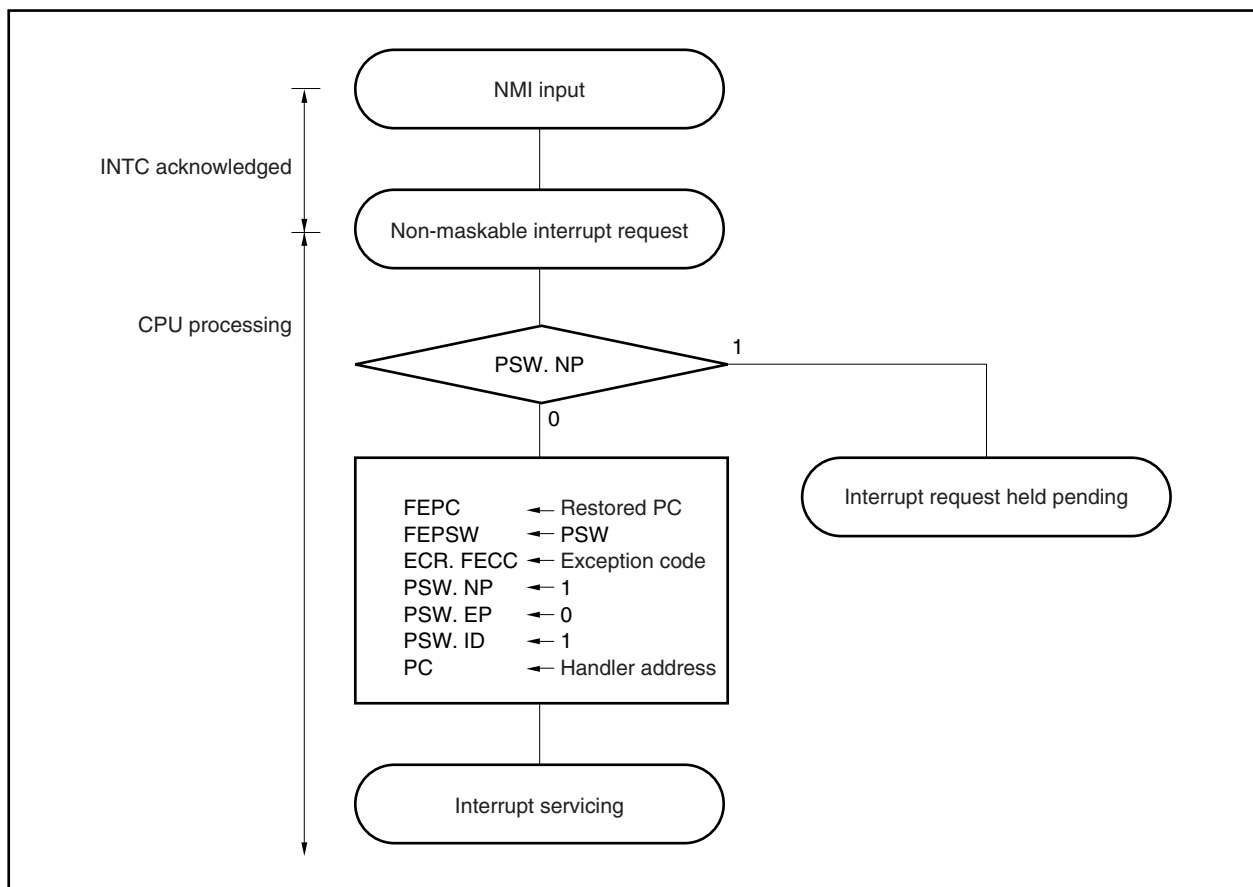 NMI input
INTC acknowledged
Non-maskable interrupt request
CPU processing
PSW. NP
1
0
Interrupt request held pending
FEPC ← Restored PC
FEPSW ← PSW
ECR. FECC ← Exception code
PSW. NP ← 1
PSW. EP ← 0
PSW. ID ← 1
PC ← Handler address
Interrupt servicing